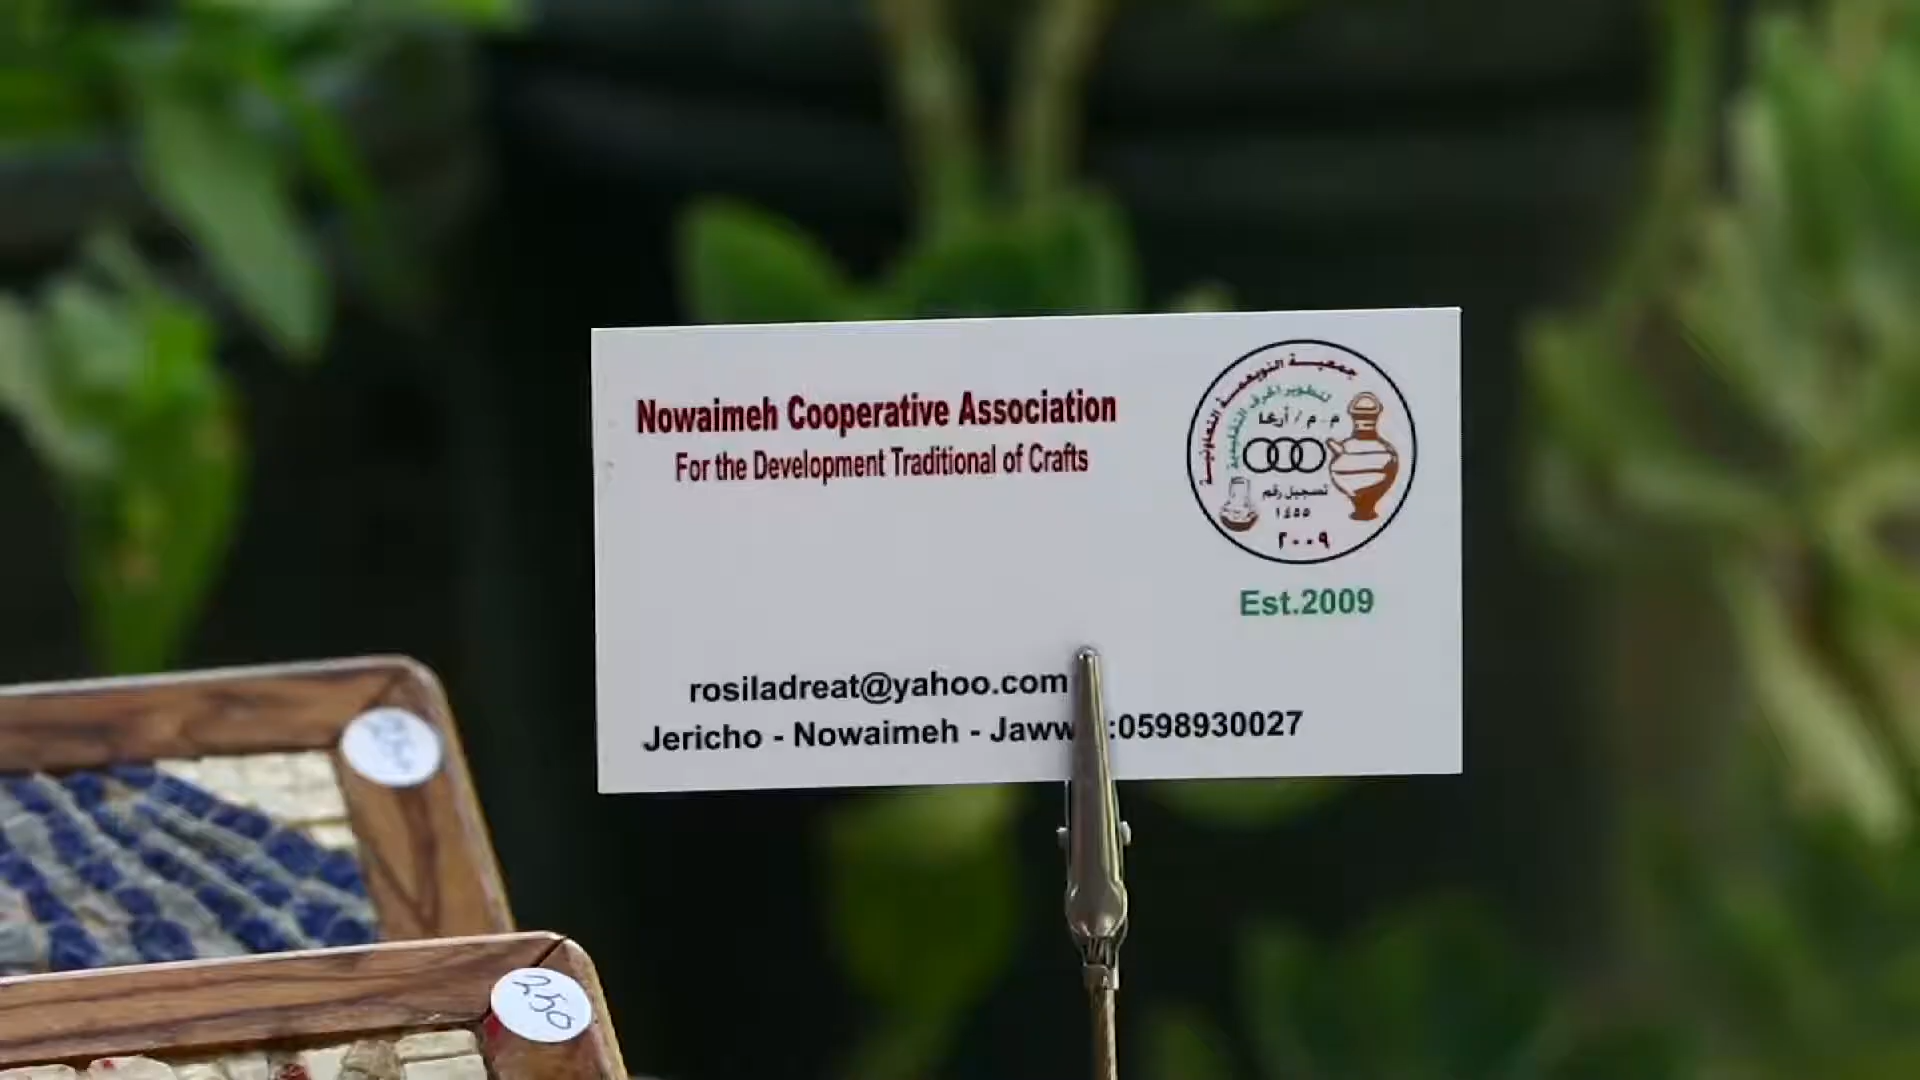 Nowaimeh Cooperative Association
For the Development Traditional of Crafts
جمعية النويعمة التعاونية
لتطوير الحرف التقليدية
م.م / أريحا
تسجيل رقم
١٤٥٥
٢٠٠٩
Est.2009
rosiladreat@yahoo.com
Jericho - Nowaimeh - :0598930027
250